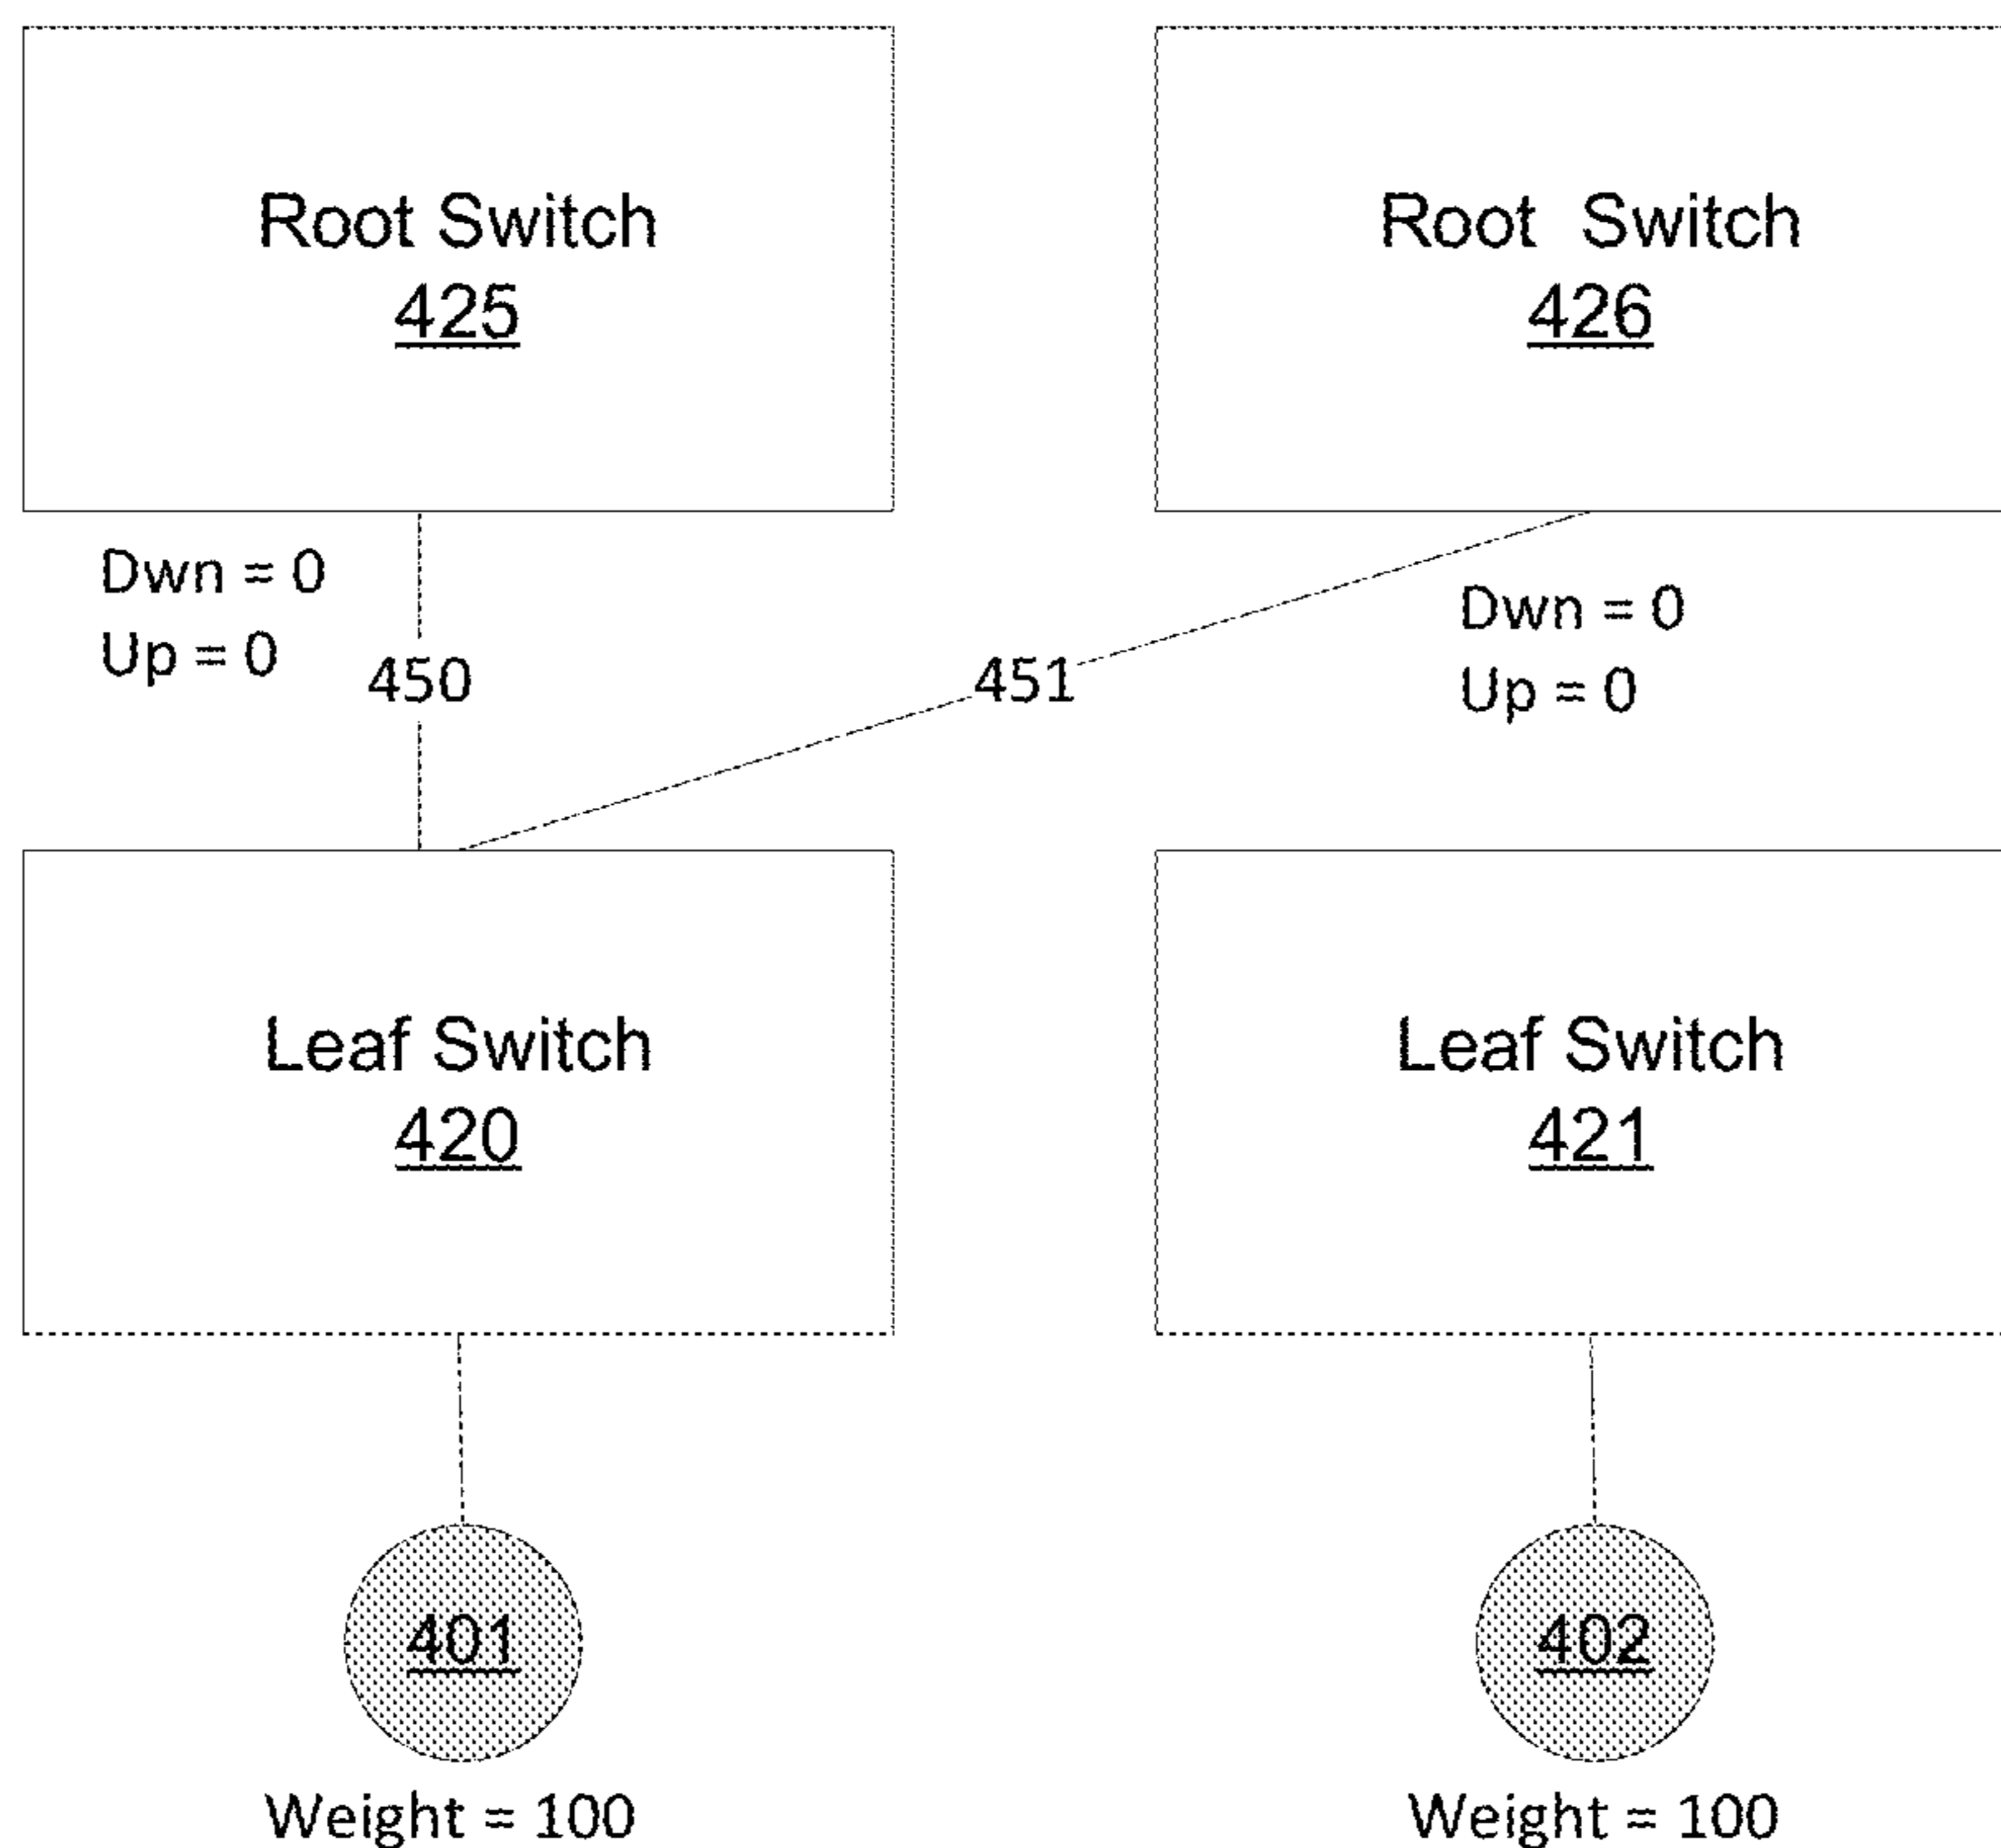 Root Switch
425
Root Switch
426
Dwn = 0
Up = 0
450
451
Dwn = 0
Up = 0
Leaf Switch
420
Leaf Switch
421
401
402
Weight = 100
Weight = 100